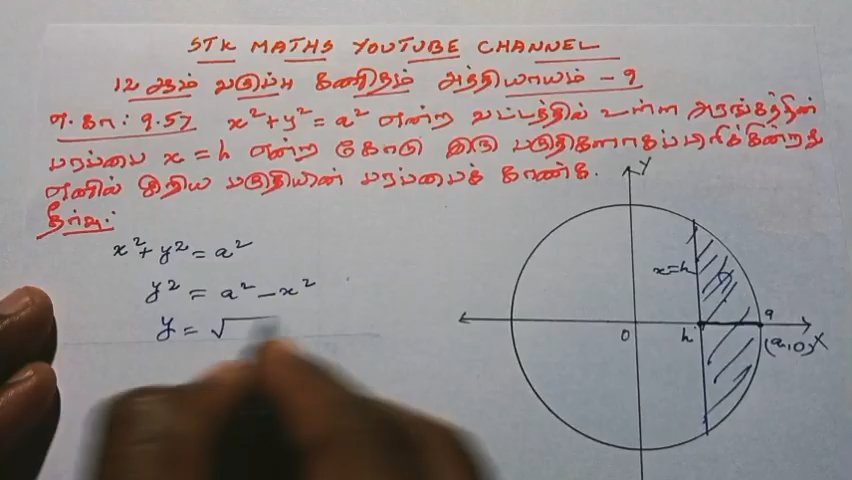 STK MATHS YOUTUBE CHANNEL
12 ஆம் வகுப்பு கணிதம் அத்தியாயம் - 9
எ.கா: 9.57 x² + y² = a² என்ற வட்டத்தில் உள்ள அரங்கத்தின்
பரப்பை x = h என்ற கோடு இரு பகுதிகளாகப் பிரிக்கின்றது
எனில் சிறிய பகுதியின் பரப்பைக் காண்க.
தீர்வு:
x² + y² = a²
y² = a² - x²
y = √
Y
x=h
a
O
h
(a,0)
X